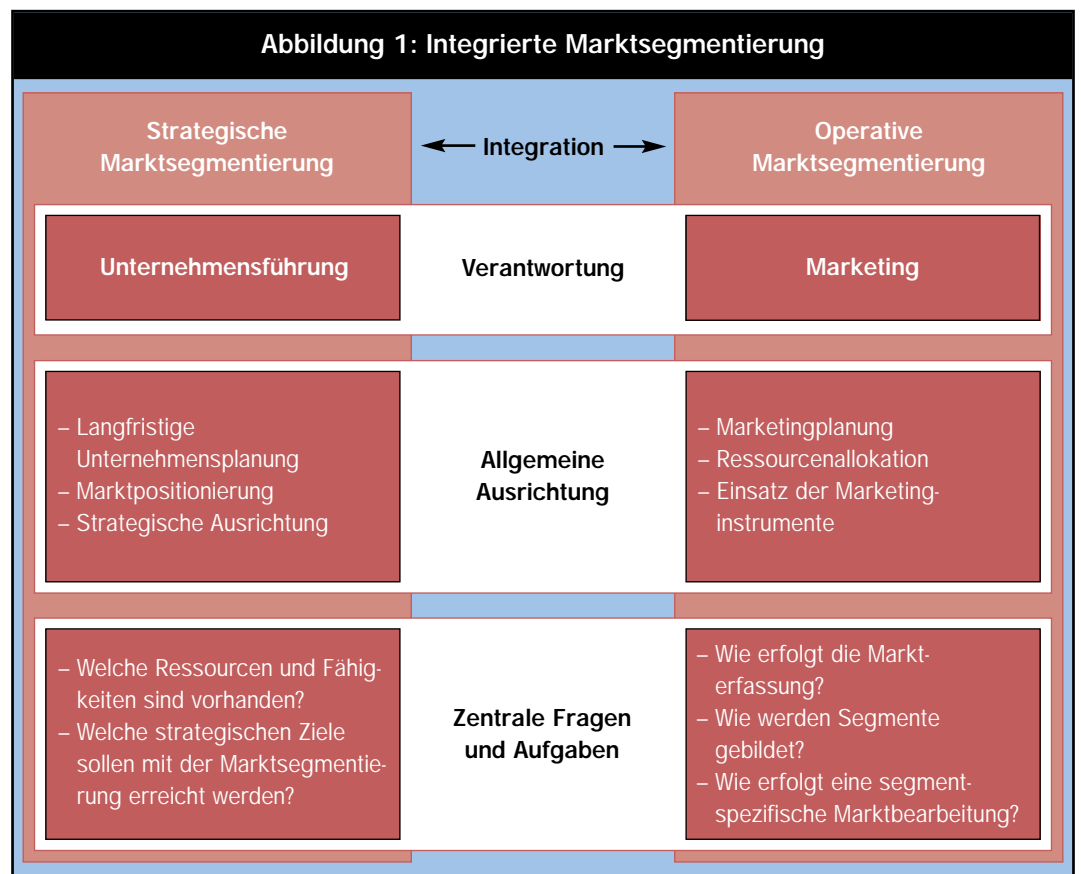 Abbildung 1: Integrierte Marktsegmentierung
Strategische
Marktsegmentierung
Integration
Operative
Marktsegmentierung
Unternehmensführung
Verantwortung
Marketing
– Langfristige
Unternehmensplanung
– Marktpositionierung
– Strategische Ausrichtung
Allgemeine
Ausrichtung
– Marketingplanung
– Ressourcenallokation
– Einsatz der Marketing-
instrumente
– Welche Ressourcen und Fähig-
keiten sind vorhanden?
– Welche strategischen Ziele
sollen mit der Marktsegmentie-
rung erreicht werden?
Zentrale Fragen
und Aufgaben
– Wie erfolgt die Markt-
erfassung?
– Wie werden Segmente
gebildet?
– Wie erfolgt eine segment-
spezifische Marktbearbeitung?